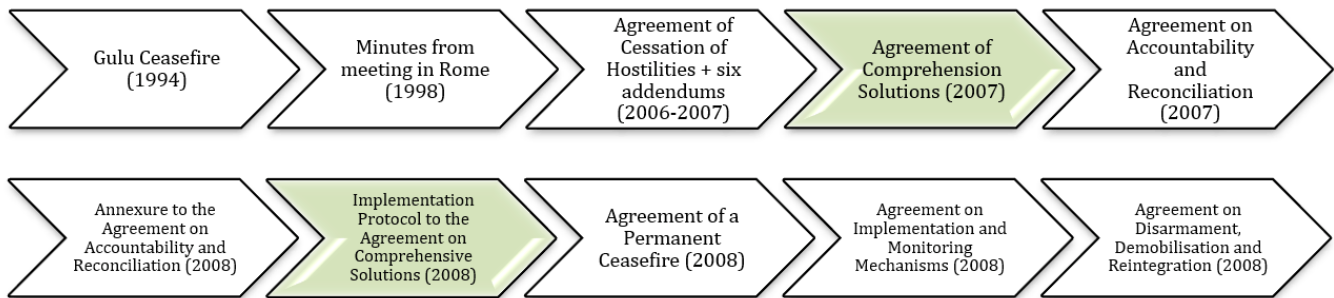 Gulu Ceasefire
(1994)
Minutes from
meeting in Rome
(1998)
Agreement of
Cessation of
Hostilities + six
addendums
(2006-2007)
Agreement of
Comprehension
Solutions (2007)
Agreement on
Accountability
and
Reconciliation
(2007)
Annexure to the
Agreement on
Accountability and
Reconciliation (2008)
Implementation
Protocol to the
Agreement on
Comprehensive
Solutions (2008)
Agreement of a
Permanent
Ceasefire (2008)
Agreement on
Implementation and
Monitoring
Mechanisms (2008)
Agreement on
Disarmament,
Demobilisation and
Reintegration (2008)